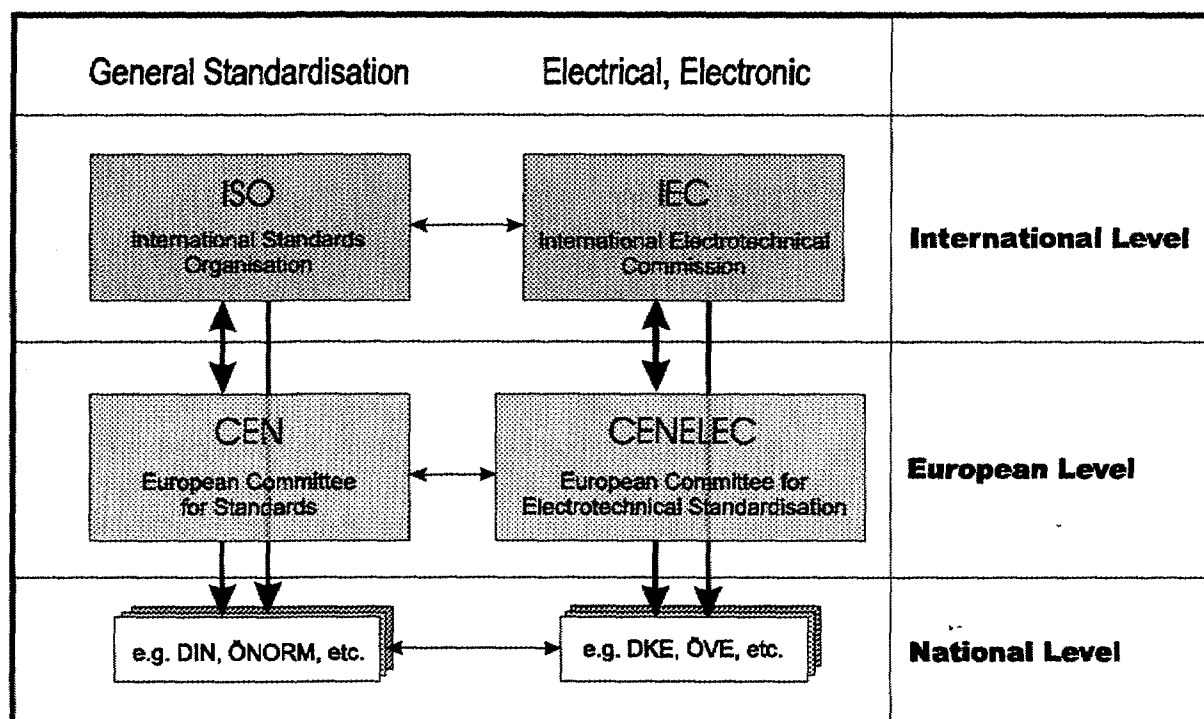 General Standardisation
Electrical, Electronic
ISO
International Standards
Organisation
IEC
International Electrotechnical
Commission
International Level
CEN
European Committee
for Standards
CENELEC
European Committee for
Electrotechnical Standardisation
European Level
e.g. DIN, ÖNORM, etc.
e.g. DKE, ÖVE, etc.
National Level